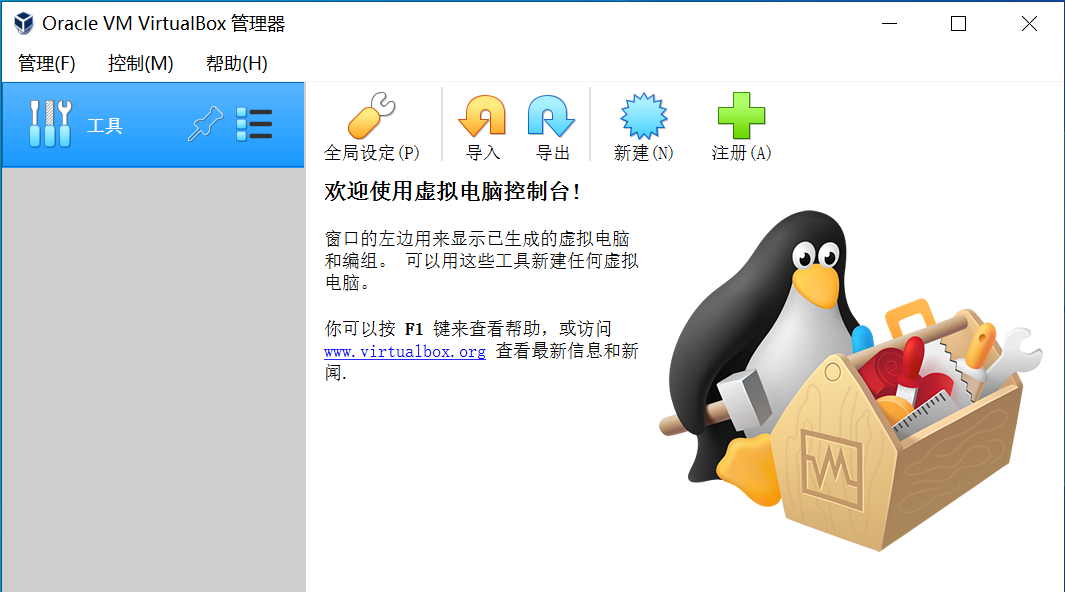 Oracle VM VirtualBox 管理器
管理(F) 控制(M) 帮助(H)
工具
全局设定(P) 导入 导出 新建(N) 注册(A)
欢迎使用虚拟电脑控制台!
窗口的左边用来显示已生成的虚拟电脑
和编组。 可以用这些工具新建任何虚拟
电脑。
你可以按 F1 键来查看帮助，或访问
www.virtualbox.org 查看最新信息和新
闻.